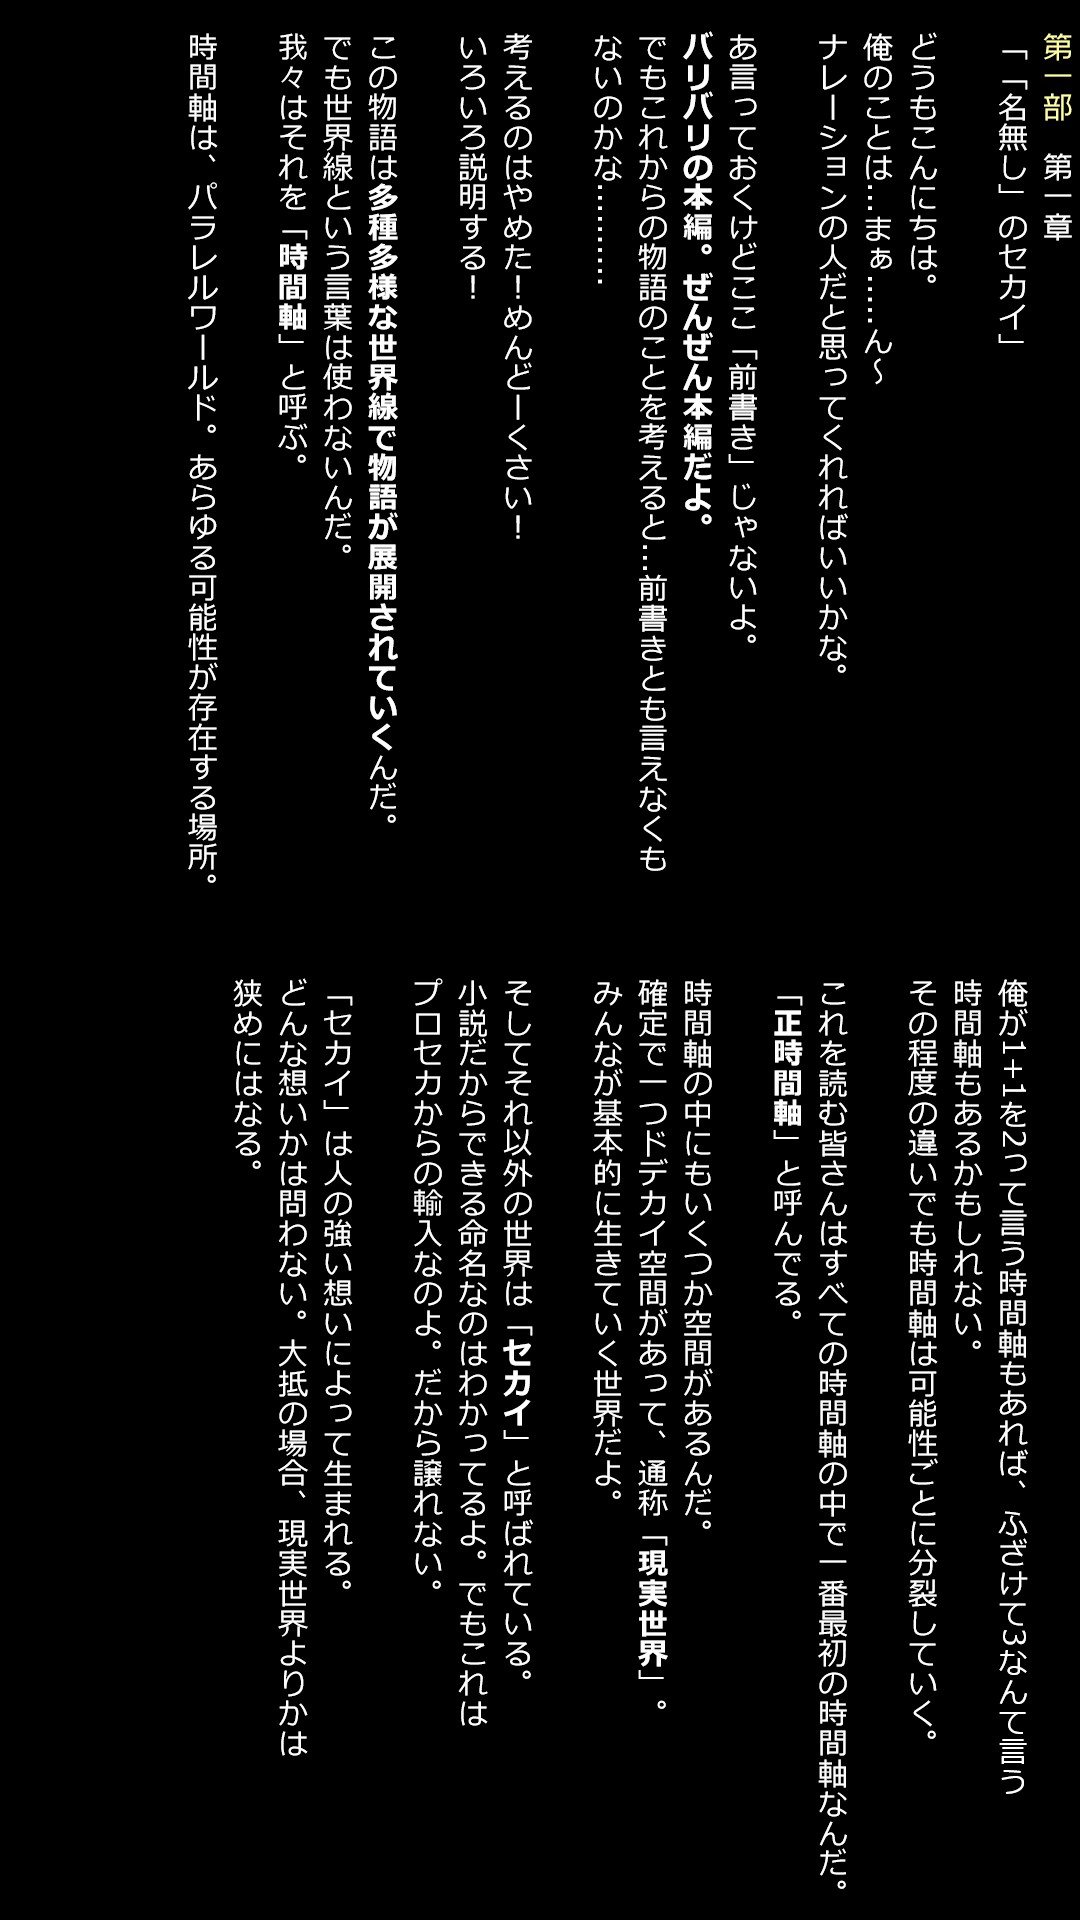 第一部　第一章
「「名無し」のセカイ」
どうもこんにちは。
俺のことは…まぁ……ん～
ナレーションの人だと思ってくれればいいかな。
あ言っておくけどここ「前書き」じゃないよ。
バリバリの本編。ぜんぜん本編だよ。
でもこれからの物語のことを考えると…前書きとも言えなくも
ないのかな…………
考えるのはやめた！めんどーくさい！
いろいろ説明する！
この物語は多種多様な世界線で物語が展開されていくんだ。
でも世界線という言葉は使わないんだ。
我々はそれを「時間軸」と呼ぶ。
時間軸は、パラレルワールド。あらゆる可能性が存在する場所。
俺が1+1を2って言う時間軸もあれば、ふざけて3なんて言う
時間軸もあるかもしれない。
その程度の違いでも時間軸は可能性ごとに分裂していく。
これを読む皆さんはすべての時間軸の中で一番最初の時間軸なんだ。
「正時間軸」と呼んでる。
時間軸の中にもいくつか空間があるんだ。
確定で一つドデカイ空間があって、通称「現実世界」。
みんなが基本的に生きていく世界だよ。
そしてそれ以外の世界は「セカイ」と呼ばれている。
小説だからできる命名なのはわかってるよ。でもこれは
プロセカからの輸入なのよ。だから譲れない。
「セカイ」は人の強い想いによって生まれる。
どんな想いかは問わない。大抵の場合、現実世界よりかは
狭めにはなる。